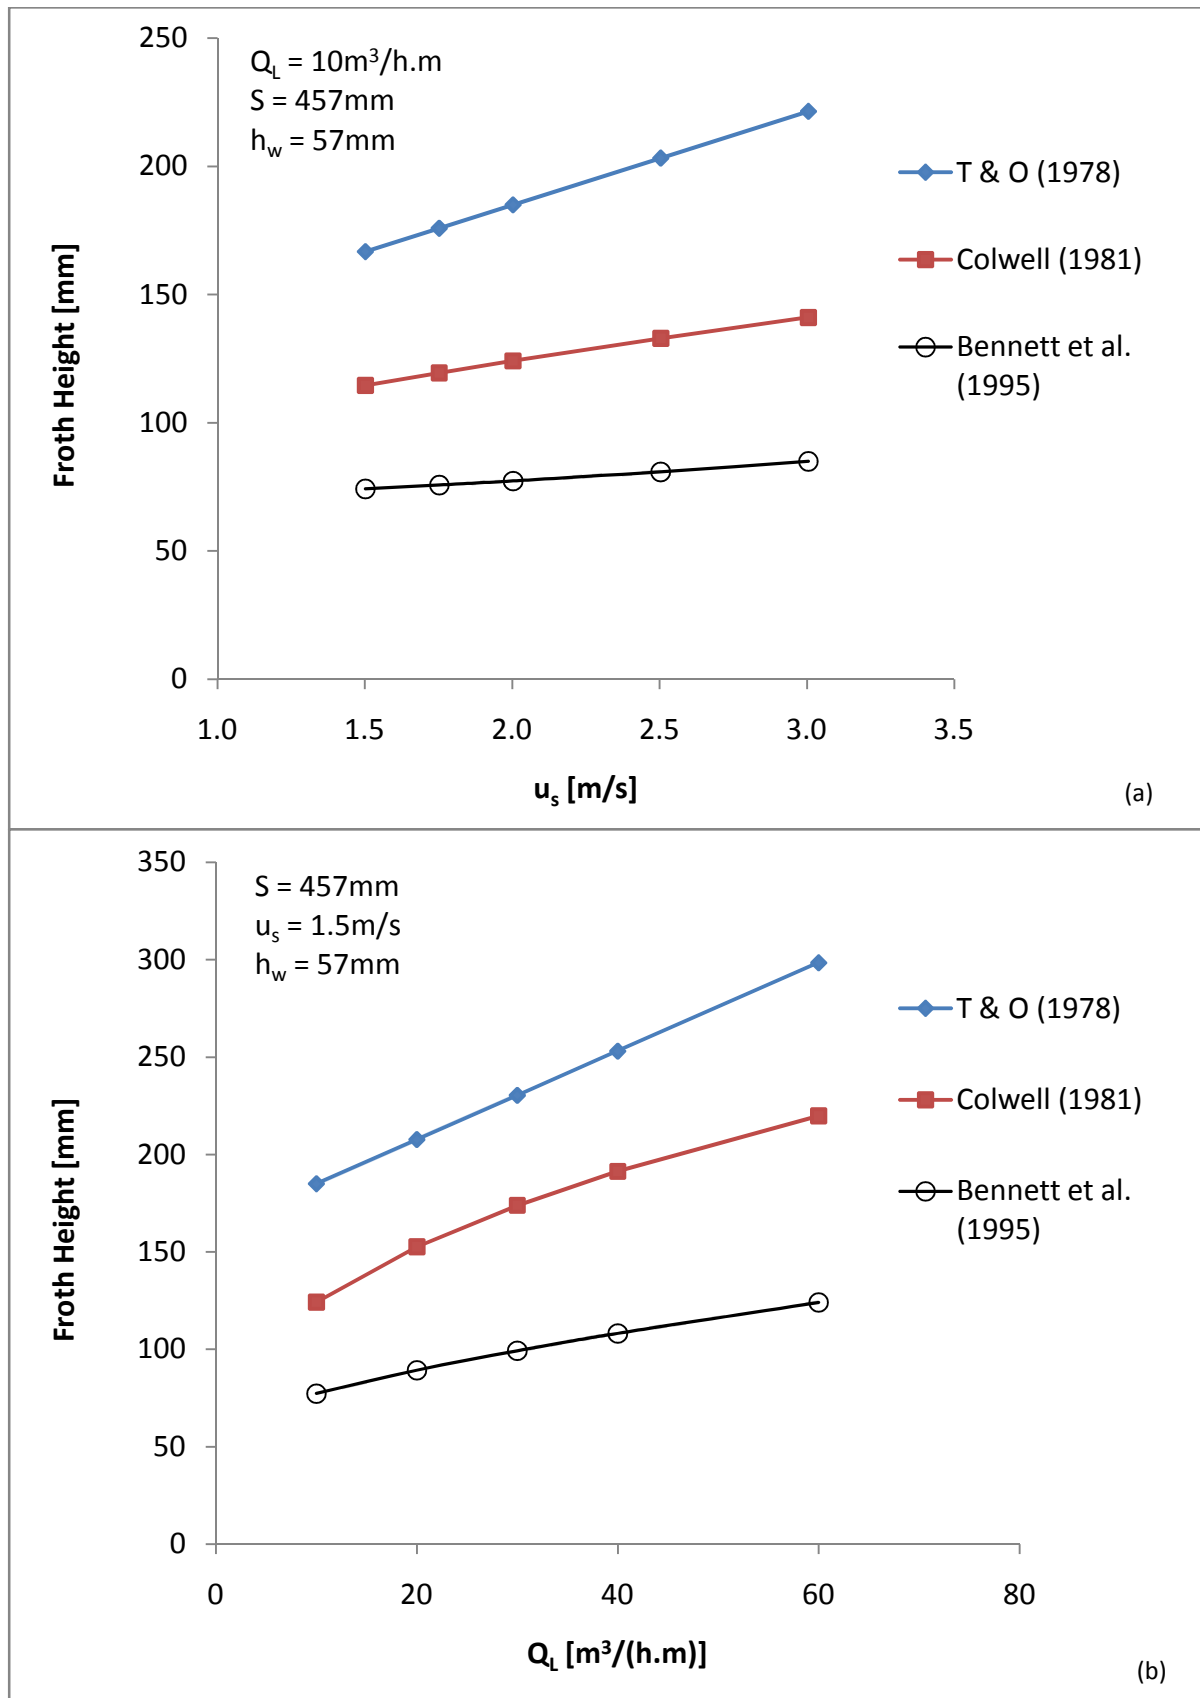 250
200
150
100
50
0
Froth Height [mm]
Q_L = 10m³/h.m
S = 457mm
h_w = 57mm
T & O (1978)
Colwell (1981)
Bennett et al.
(1995)
1.0 1.5 2.0 2.5 3.0 3.5
u_s [m/s]
(a)
350
300
250
200
150
100
50
0
Froth Height [mm]
S = 457mm
u_s = 1.5m/s
h_w = 57mm
T & O (1978)
Colwell (1981)
Bennett et al.
(1995)
0 20 40 60 80
Q_L [m³/(h.m)]
(b)